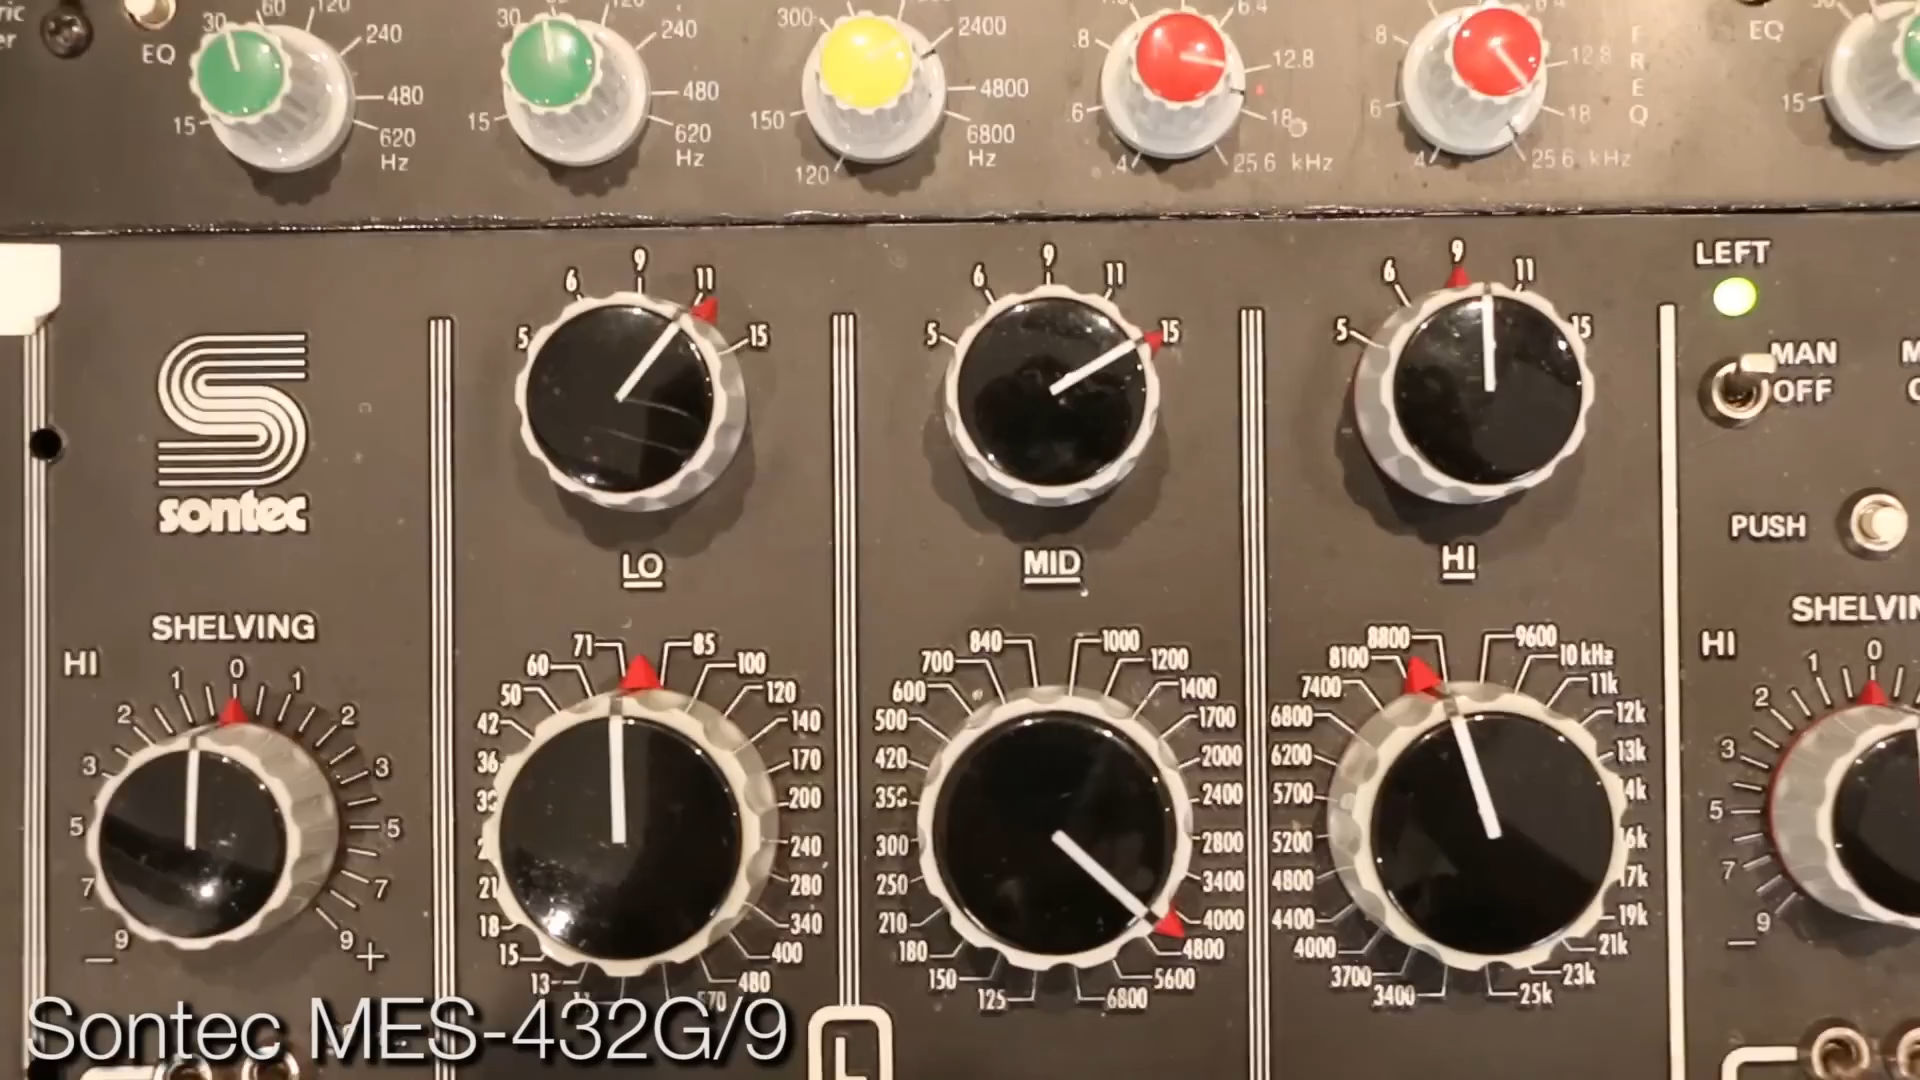 30 60 120 30 120 300 6.4
240 240 2400 .8 12.8 8 12.8 F
EQ EQ
480 480 4800 R
15 620 15 620 150 6800 .6 18 6 18 E 15
Hz Hz 120 Hz .4 25.6 kHz .4 25.6 kHz Q
9 9 9 LEFT
6 11 6 11 6 11
5 15 5 15 5 15
MAN
OFF
sontec
PUSH
LO MID HI
SHELVING
HI 1 0 1
2 2
3 3
5 5
7 7
9 9
− +
71 85
60 100
50 120
42 140
36 170
200
240
21 280
18 340
15 400
13 480
570
840 1000
700 1200
600 1400
500 1700
420 2000
350 2400
300 2800
250 3400
210 4000
180 4800
150 5600
125 6800
8800 9600
8100 10 kHz
7400 11k
6800 12k
6200 13k
5700
5200
4800
4400 19k
4000 21k
3700 23k
3400 25k
HI 1 0
2
3
5
7
9
−
L
Sontec MES-432G/9